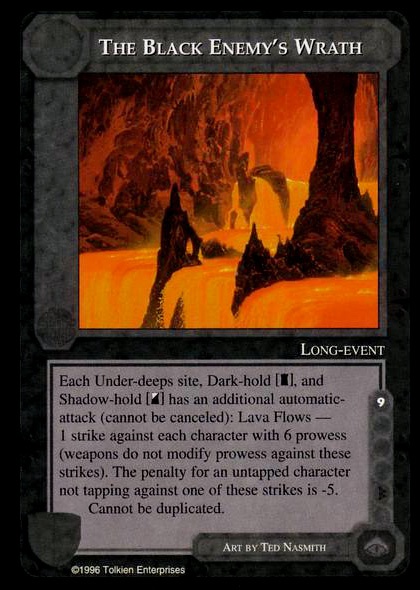 The Black Enemy's Wrath
Long-event
Each Under-deeps site, Dark-hold [], and
Shadow-hold [] has an additional automatic-
attack (cannot be canceled): Lava Flows —
1 strike against each character with 6 prowess
(weapons do not modify prowess against these
strikes). The penalty for an untapped character
not tapping against one of these strikes is -5.
Cannot be duplicated.
9
Art by Ted Nasmith
©1996 Tolkien Enterprises